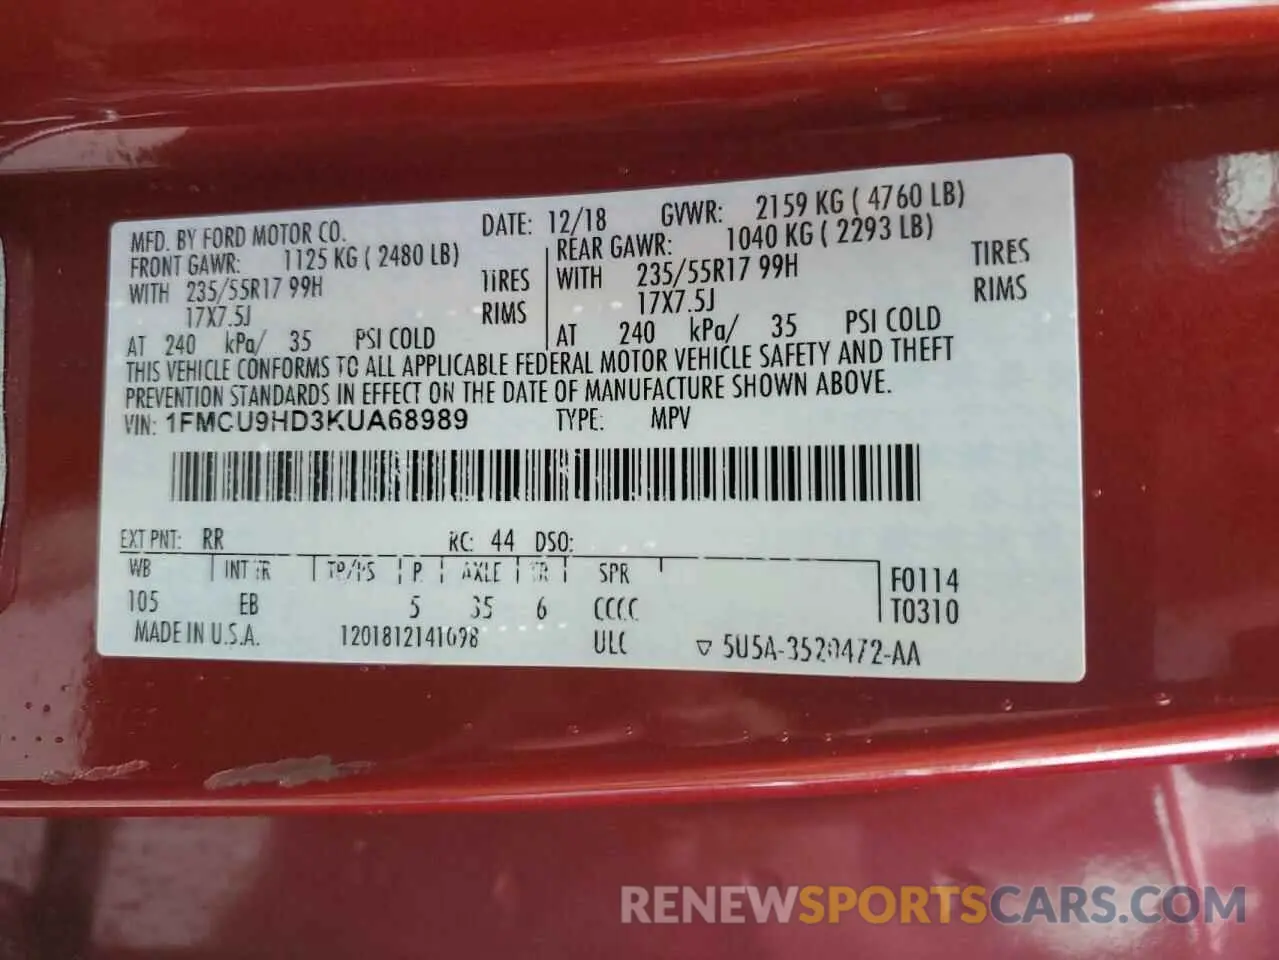 MFD. BY FORD MOTOR CO. DATE: 12/18 GVWR: 2159 KG ( 4760 LB)
FRONT GAWR: 1125 KG ( 2480 LB) REAR GAWR: 1040 KG ( 2293 LB)
WITH 235/55R17 99H TIRES WITH 235/55R17 99H TIRES
17X7.5J RIMS 17X7.5J RIMS
AT 240 kPa/ 35 PSI COLD AT 240 kPa/ 35 PSI COLD
THIS VEHICLE CONFORMS TO ALL APPLICABLE FEDERAL MOTOR VEHICLE SAFETY AND THEFT
PREVENTION STANDARDS IN EFFECT ON THE DATE OF MANUFACTURE SHOWN ABOVE.
VIN: 1FMCU9HD3KUA68989 TYPE: MPV
EXT PNT: RR RC: 44 DSO:
WB INT TR TP/PS R AXLE TR SPR F0114
105 EB 5 35 6 CCCC T0310
MADE IN U.S.A. ULC 5U5A-3520472-AA
RENEWSPORTSCARS.COM